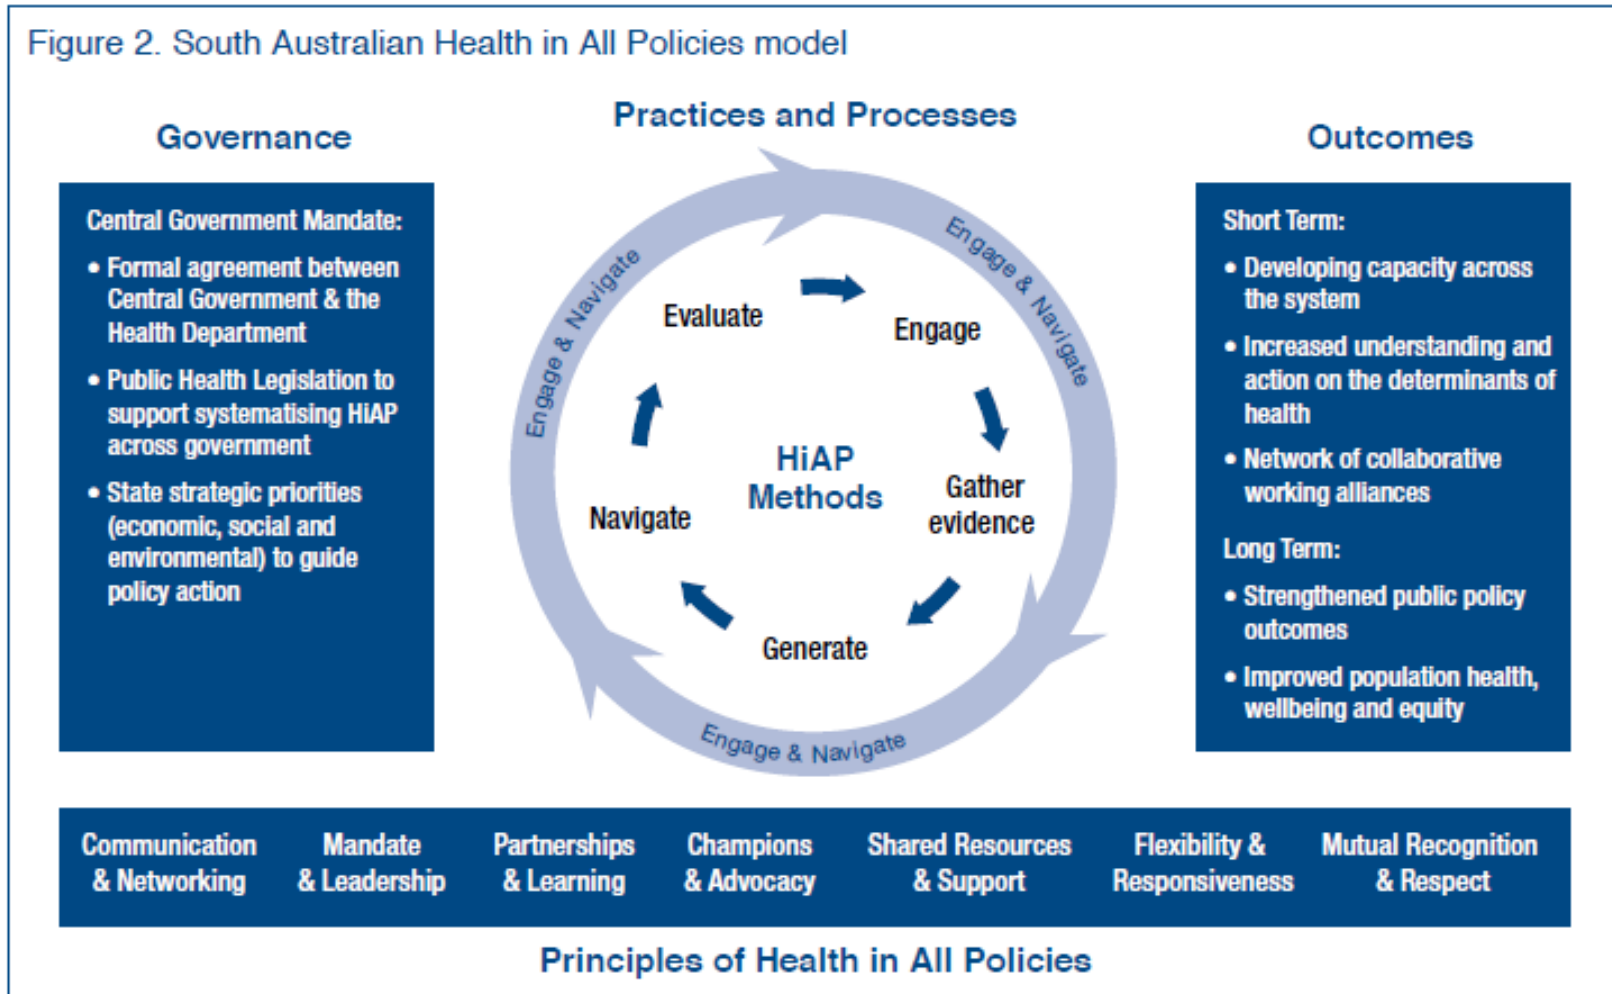 Figure 2. South Australian Health in All Policies model
Governance
Central Government Mandate:
• Formal agreement between
Central Government & the
Health Department
• Public Health Legislation to
support systematising HiAP
across government
• State strategic priorities
(economic, social and
environmental) to guide
policy action
Practices and Processes
Engage & Navigate
Engage & Navigate
Engage & Navigate
Evaluate
Engage
Gather
evidence
Generate
Navigate
HiAP
Methods
Outcomes
Short Term:
• Developing capacity across
the system
• Increased understanding and
action on the determinants of
health
• Network of collaborative
working alliances
Long Term:
• Strengthened public policy
outcomes
• Improved population health,
wellbeing and equity
Communication
& Networking
Mandate
& Leadership
Partnerships
& Learning
Champions
& Advocacy
Shared Resources
& Support
Flexibility &
Responsiveness
Mutual Recognition
& Respect
Principles of Health in All Policies